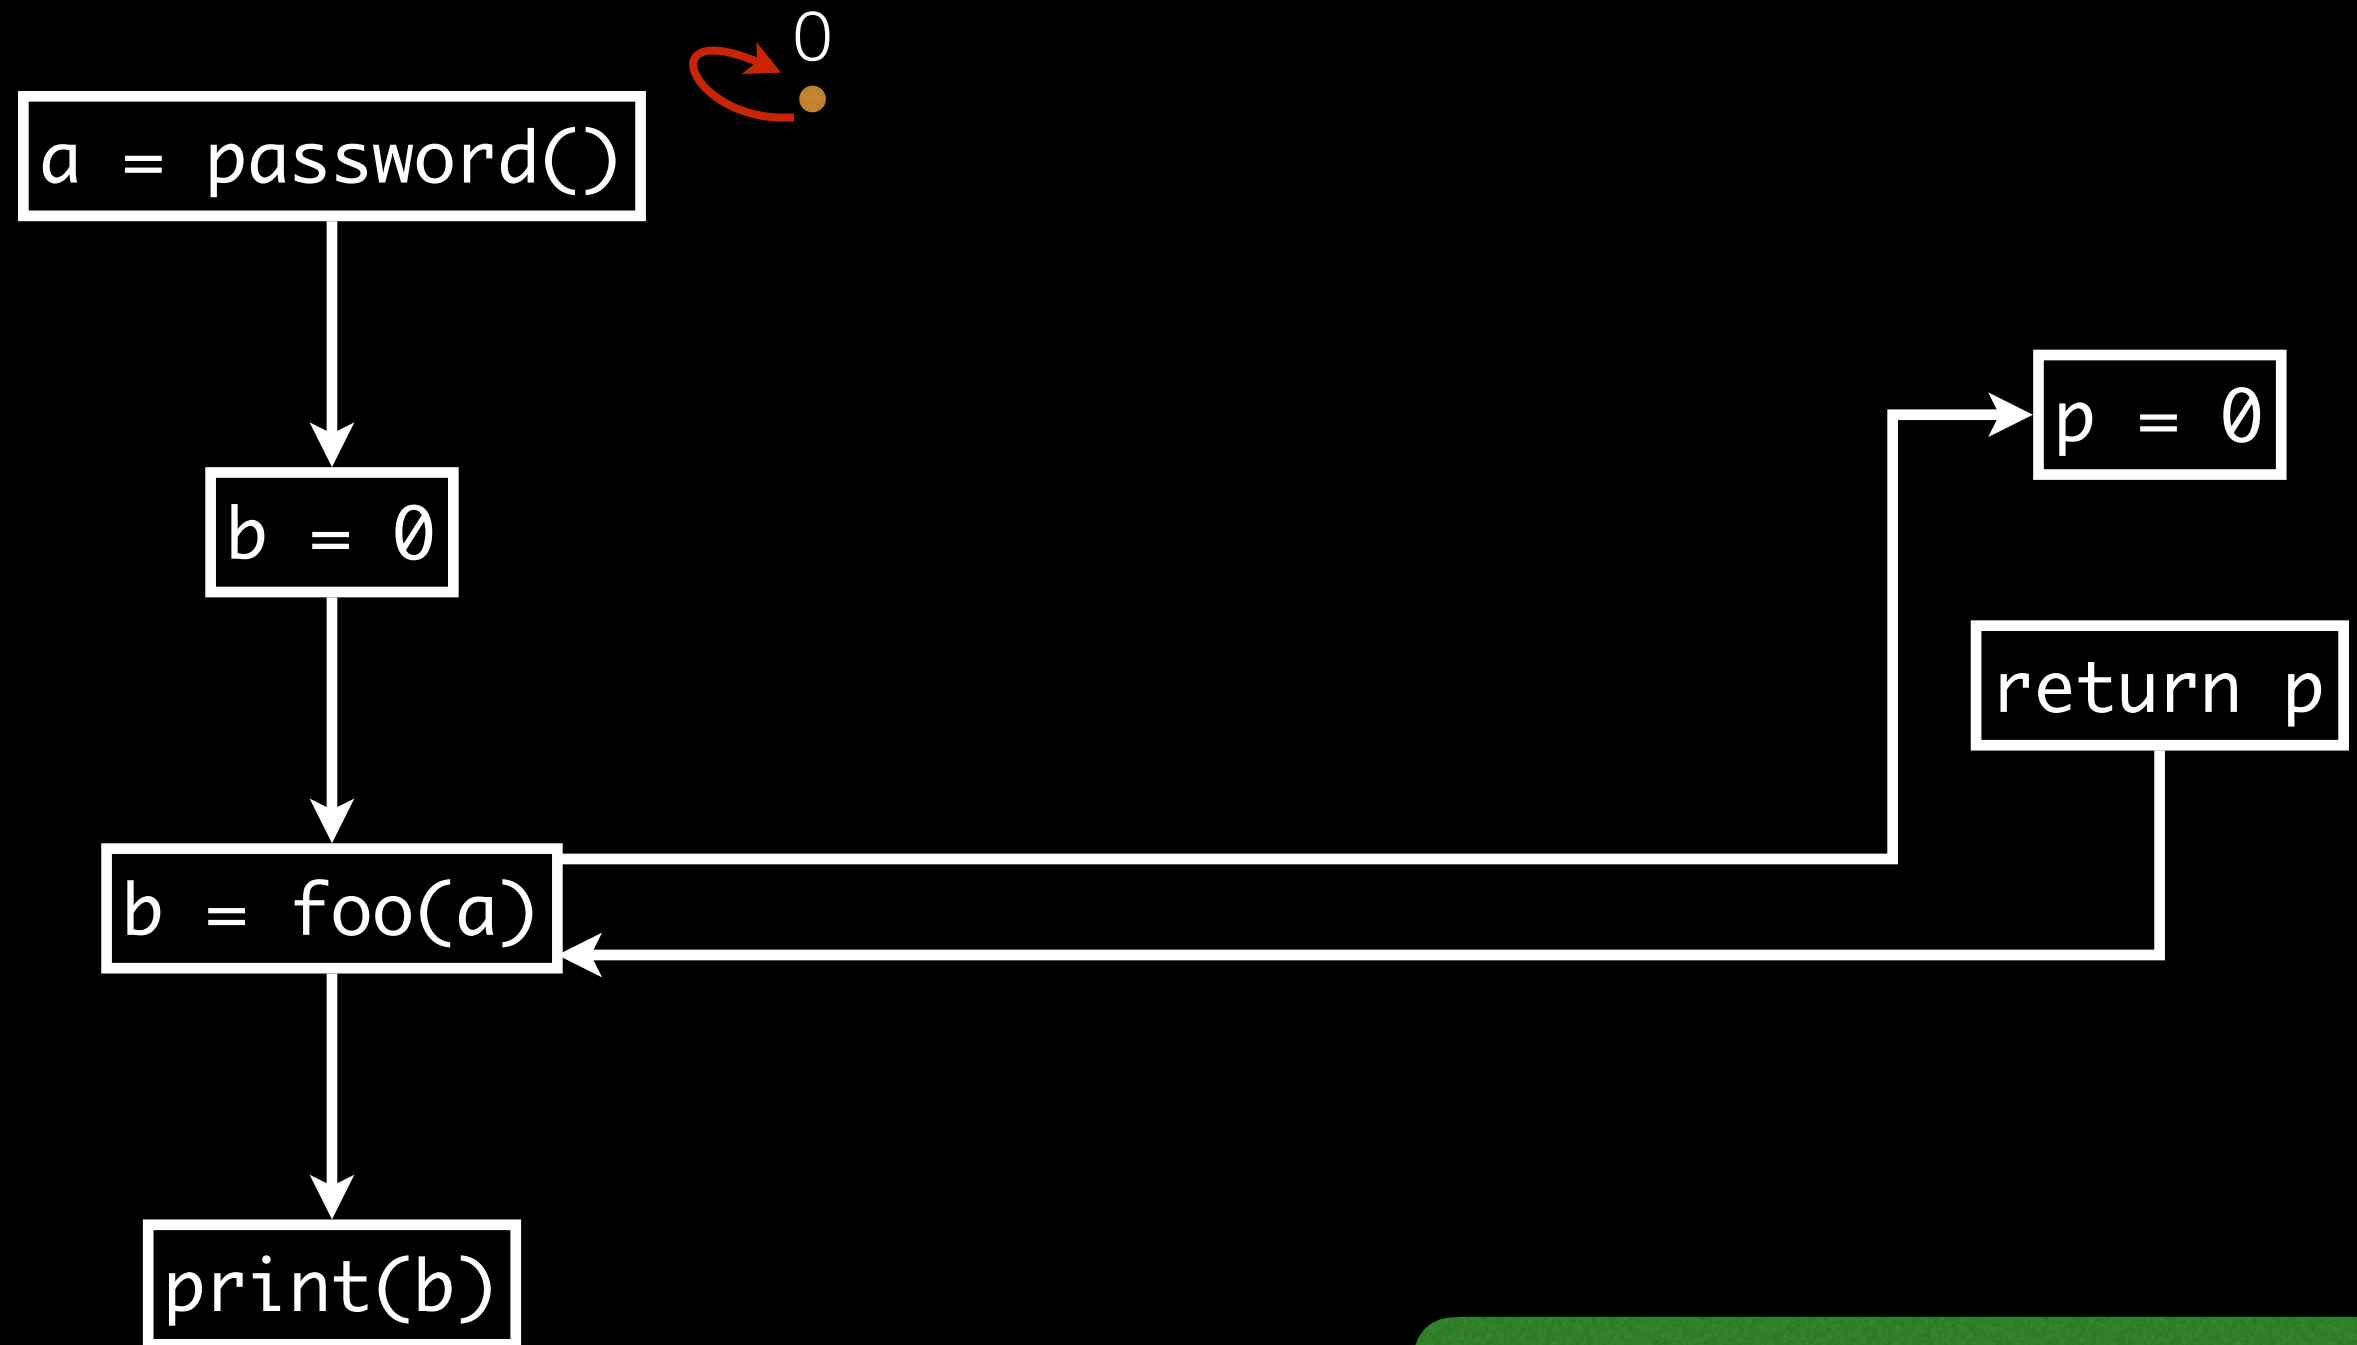 0
a = password()
b = 0
p = 0
return p
b = foo(a)
print(b)